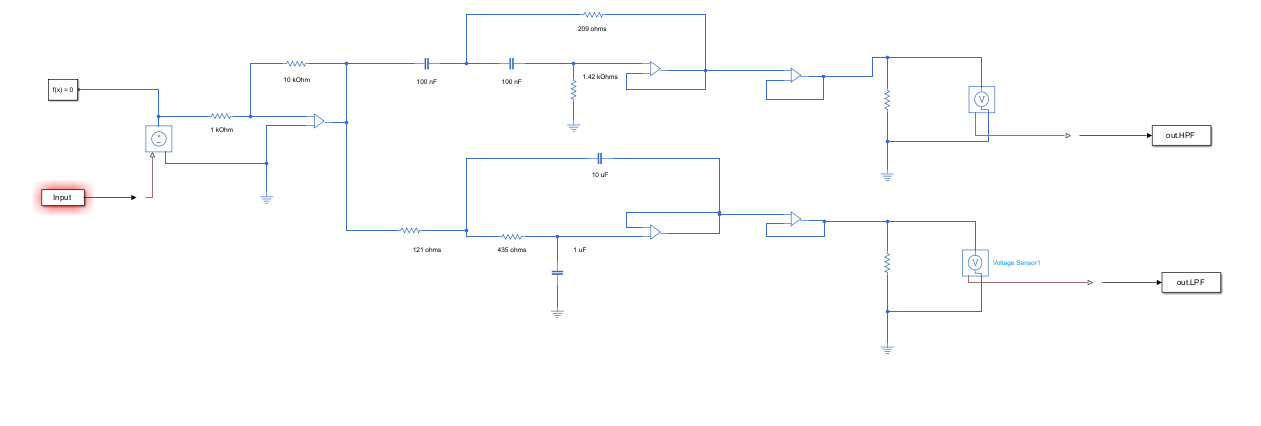 209 ohms
10 kOhm
100 nF
100 nF
1.42 kOhms
f(x) = 0
1 kOhm
V
out.HPF
Input
10 uF
121 ohms
435 ohms
1 uF
V
Voltage Sensor1
out.LPF